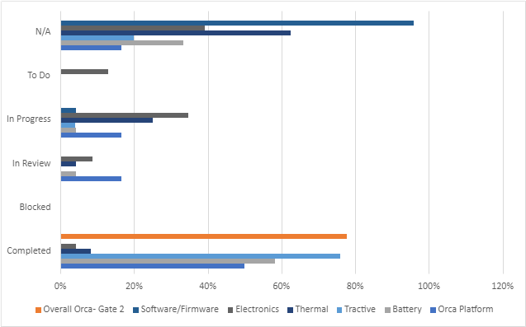 N/A
To Do
In Progress
In Review
Blocked
Completed
0% 20% 40% 60% 80% 100% 120%
Overall Orca- Gate 2 Software/Firmware Electronics Thermal Tractive Battery Orca Platform